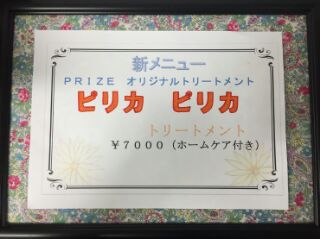 新メニュー
PRIZE オリジナルトリートメント
ピリカ ピリカ
トリートメント
¥7000(ホームケア付き)